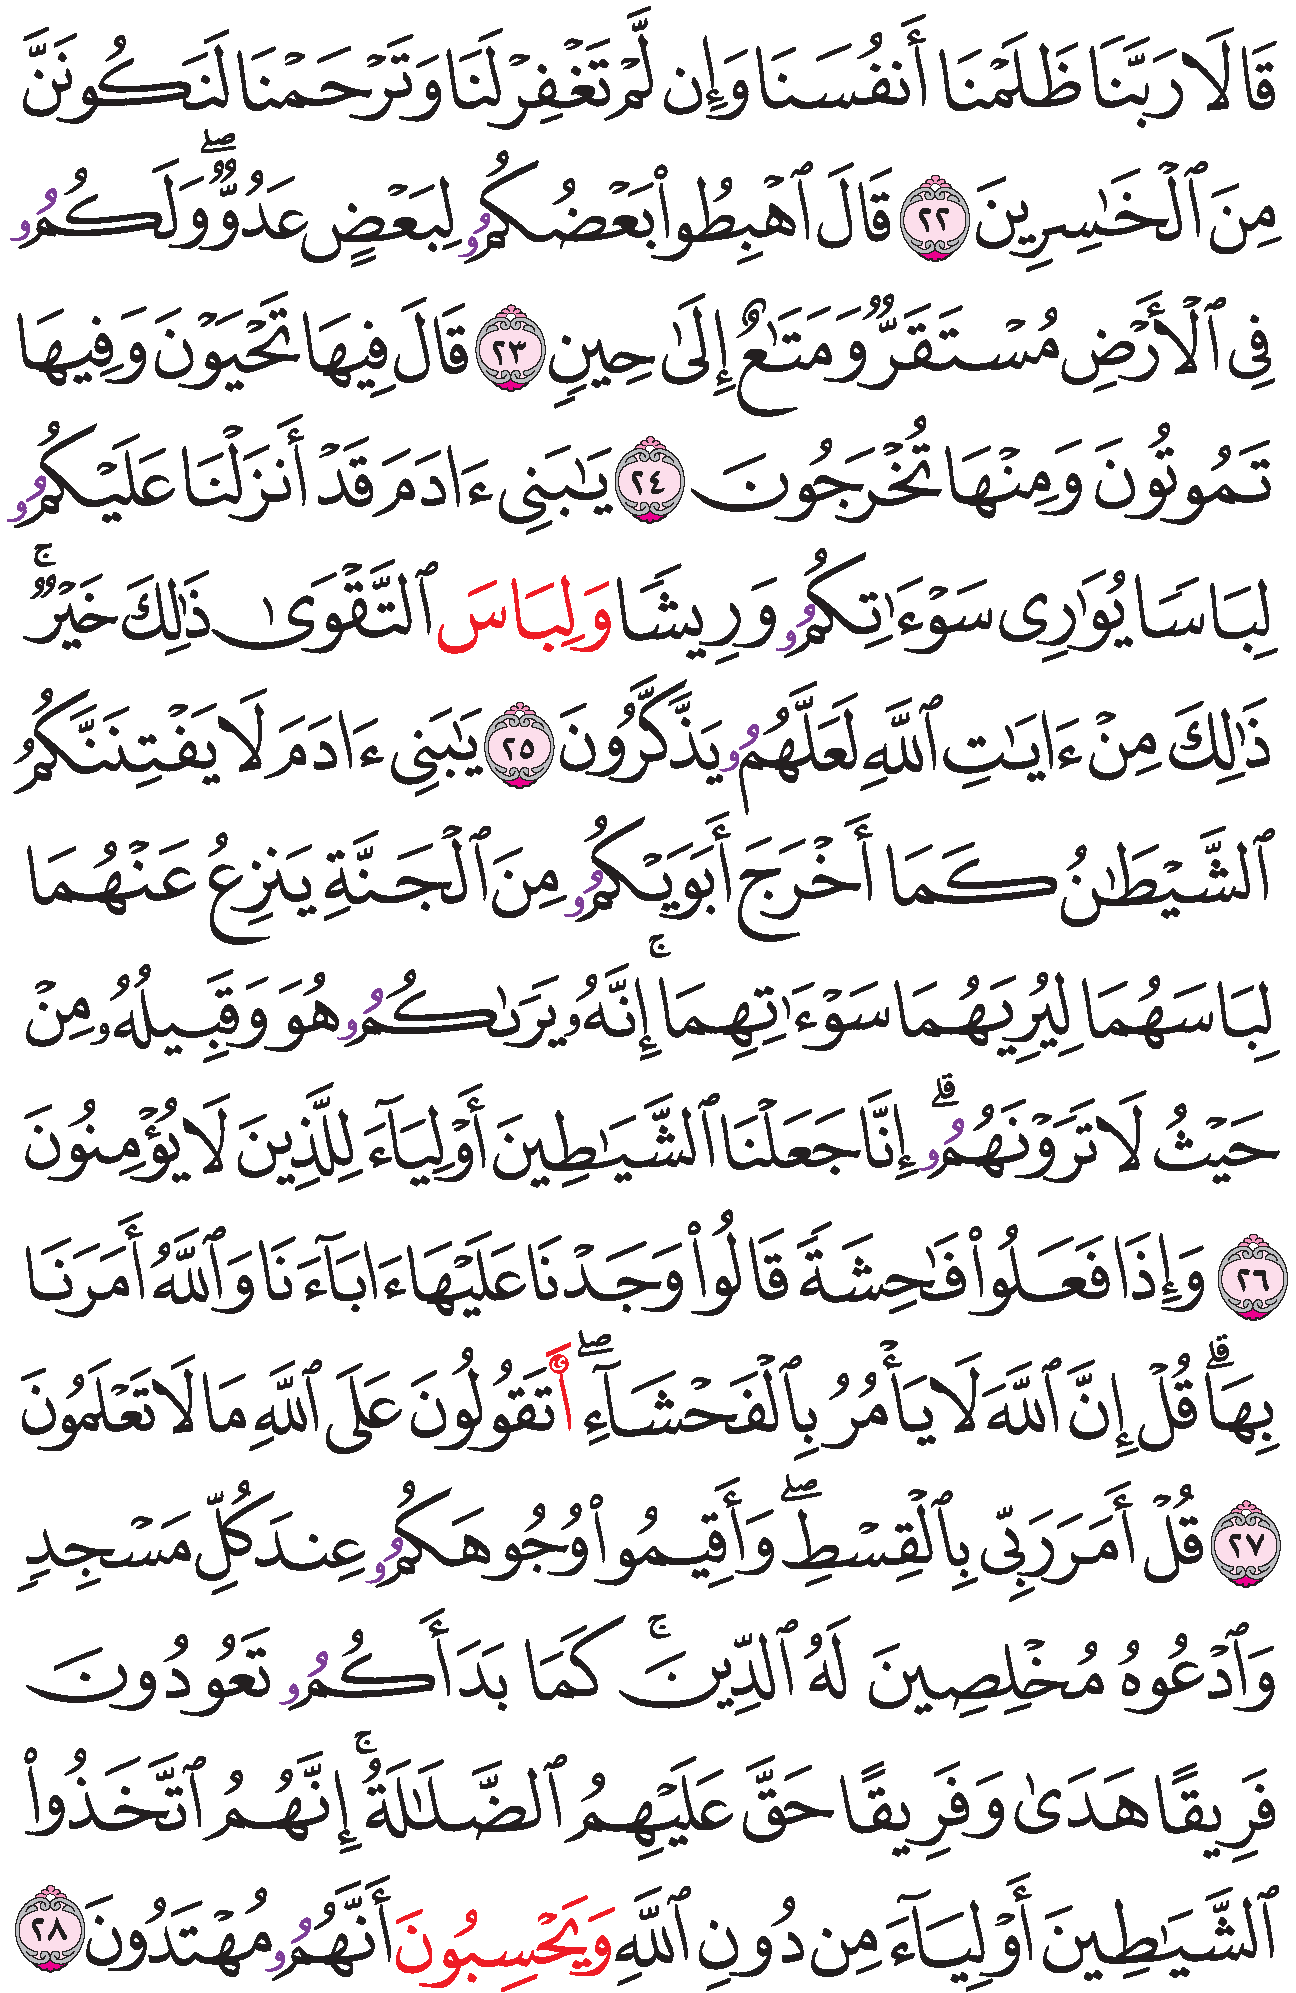 قَالَا رَبَّنَا ظَلَمْنَا أَنفُسَنَا وَإِن لَّمْ تَغْفِرْ لَنَا وَتَرْحَمْنَا لَنَكُونَنَّ
مِنَ ٱلْخَٰسِرِينَ ٢٢ قَالَ ٱهْبِطُوا۟ بَعْضُكُمُۥ لِبَعْضٍ عَدُوٌّ ۖ وَلَكُمُۥ
فِى ٱلْأَرْضِ مُسْتَقَرٌّ وَمَتَٰعٌ إِلَىٰ حِينٍ ٢٣ قَالَ فِيهَا تَحْيَوْنَ وَفِيهَا
تَمُوتُونَ وَمِنْهَا تُخْرَجُونَ ٢٤ يَٰبَنِى ءَادَمَ قَدْ أَنزَلْنَا عَلَيْكُمُۥ
لِبَاسًا يُوَٰرِى سَوْءَٰتِكُمُۥ وَرِيشًا وَلِبَاسَ ٱلتَّقْوَىٰ ذَٰلِكَ خَيْرٌ ۚ
ذَٰلِكَ مِنْ ءَايَٰتِ ٱللَّهِ لَعَلَّهُمُۥ يَذَّكَّرُونَ ٢٥ يَٰبَنِى ءَادَمَ لَا يَفْتِنَنَّكُمُ
ٱلشَّيْطَٰنُ كَمَا أَخْرَجَ أَبَوَيْكُمُۥ مِنَ ٱلْجَنَّةِ يَنزِعُ عَنْهُمَا
لِبَاسَهُمَا لِيُرِيَهُمَا سَوْءَٰتِهِمَا ۚ إِنَّهُۥ يَرَىٰكُمُۥ هُوَ وَقَبِيلُهُۥ مِنْ
حَيْثُ لَا تَرَوْنَهُمُۥ ۗ إِنَّا جَعَلْنَا ٱلشَّيَٰطِينَ أَوْلِيَآءَ لِلَّذِينَ لَا يُؤْمِنُونَ
٢٦ وَإِذَا فَعَلُوا۟ فَٰحِشَةً قَالُوا۟ وَجَدْنَا عَلَيْهَا ءَابَآءَنَا وَٱللَّهُ أَمَرَنَا
بِهَا ۗ قُلْ إِنَّ ٱللَّهَ لَا يَأْمُرُ بِٱلْفَحْشَآءِ ۖ أَتَقُولُونَ عَلَى ٱللَّهِ مَا لَا تَعْلَمُونَ
٢٧ قُلْ أَمَرَ رَبِّى بِٱلْقِسْطِ ۖ وَأَقِيمُوا۟ وُجُوهَكُمُۥ عِندَ كُلِّ مَسْجِدٍ
وَٱدْعُوهُ مُخْلِصِينَ لَهُ ٱلدِّينَ ۚ كَمَا بَدَأَكُمُۥ تَعُودُونَ
فَرِيقًا هَدَىٰ وَفَرِيقًا حَقَّ عَلَيْهِمُ ٱلضَّلَٰلَةُ ۚ إِنَّهُمُ ٱتَّخَذُوا۟
ٱلشَّيَٰطِينَ أَوْلِيَآءَ مِن دُونِ ٱللَّهِ وَيَحْسِبُونَ أَنَّهُمُۥ مُهْتَدُونَ ٢٨